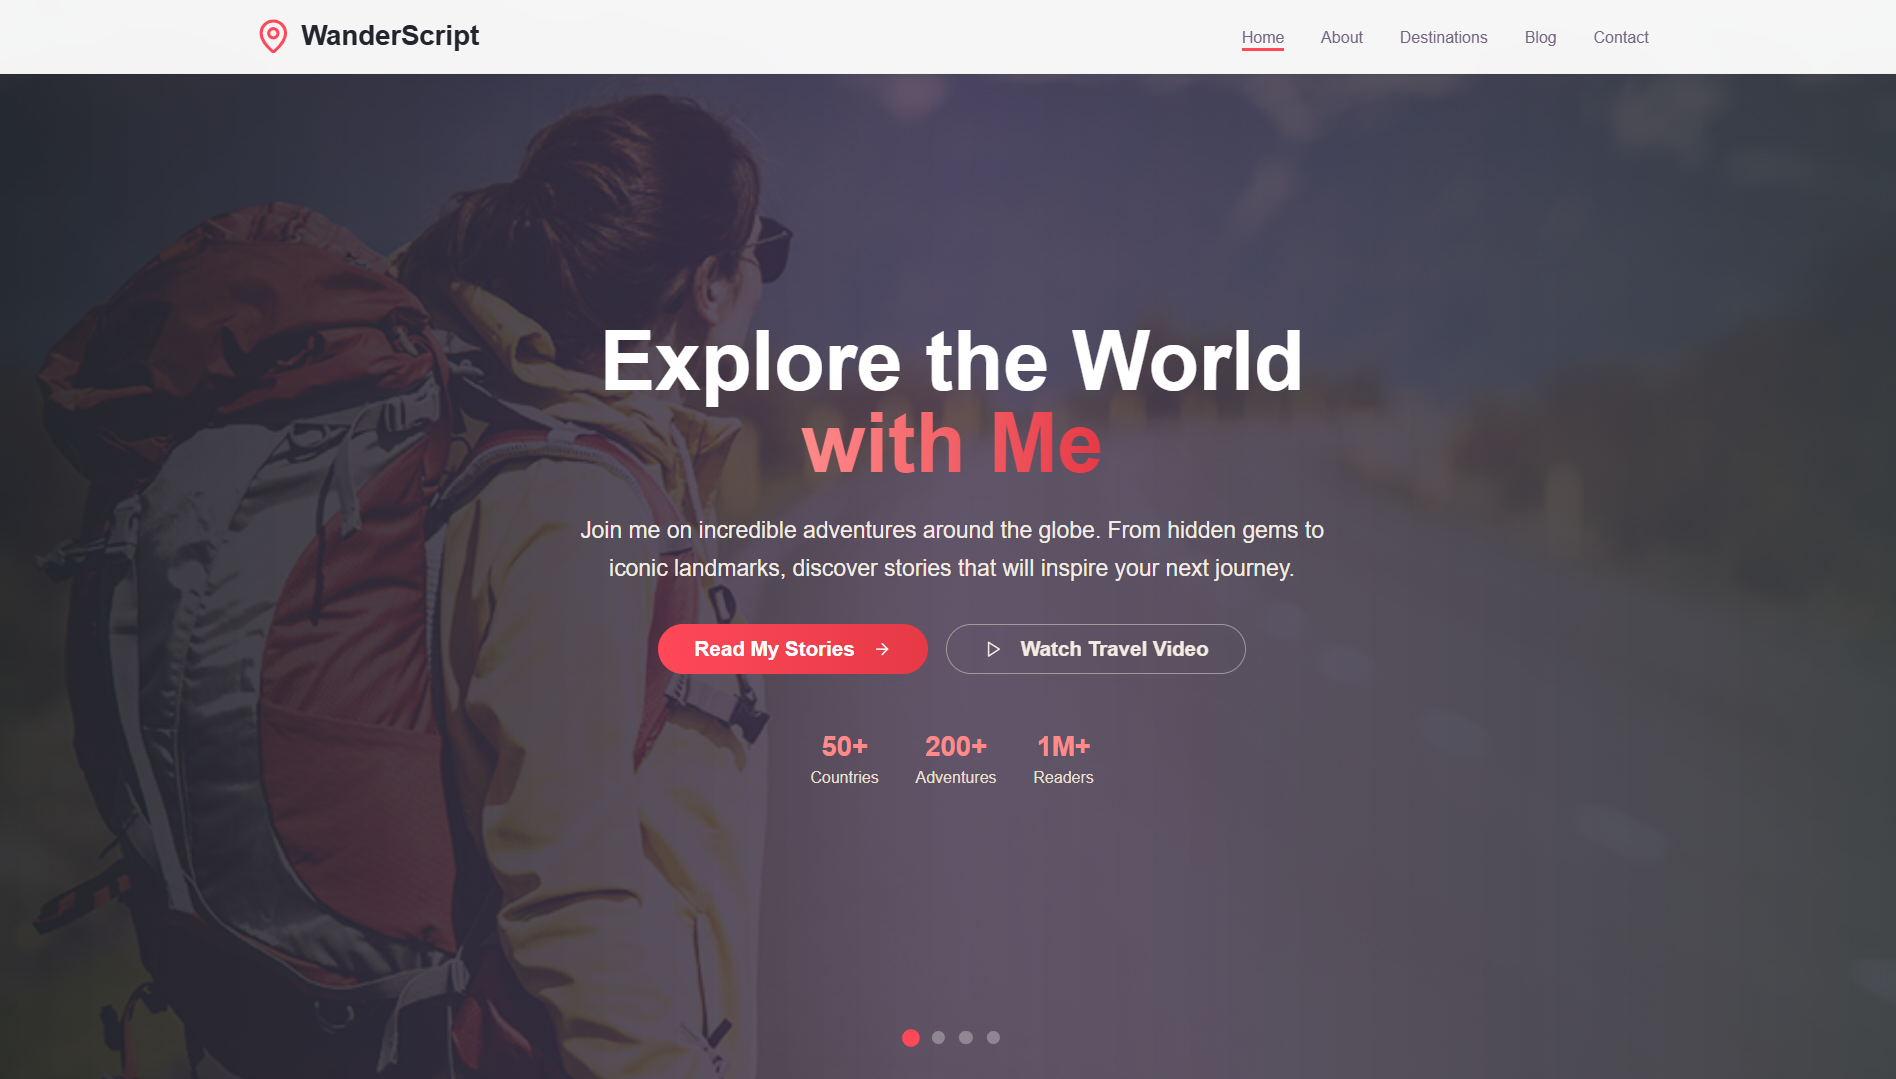 WanderScript
Home
About
Destinations
Blog
Contact
Explore the World
with Me
Join me on incredible adventures around the globe. From hidden gems to
iconic landmarks, discover stories that will inspire your next journey.
Read My Stories
Watch Travel Video
50+
Countries
200+
Adventures
1M+
Readers